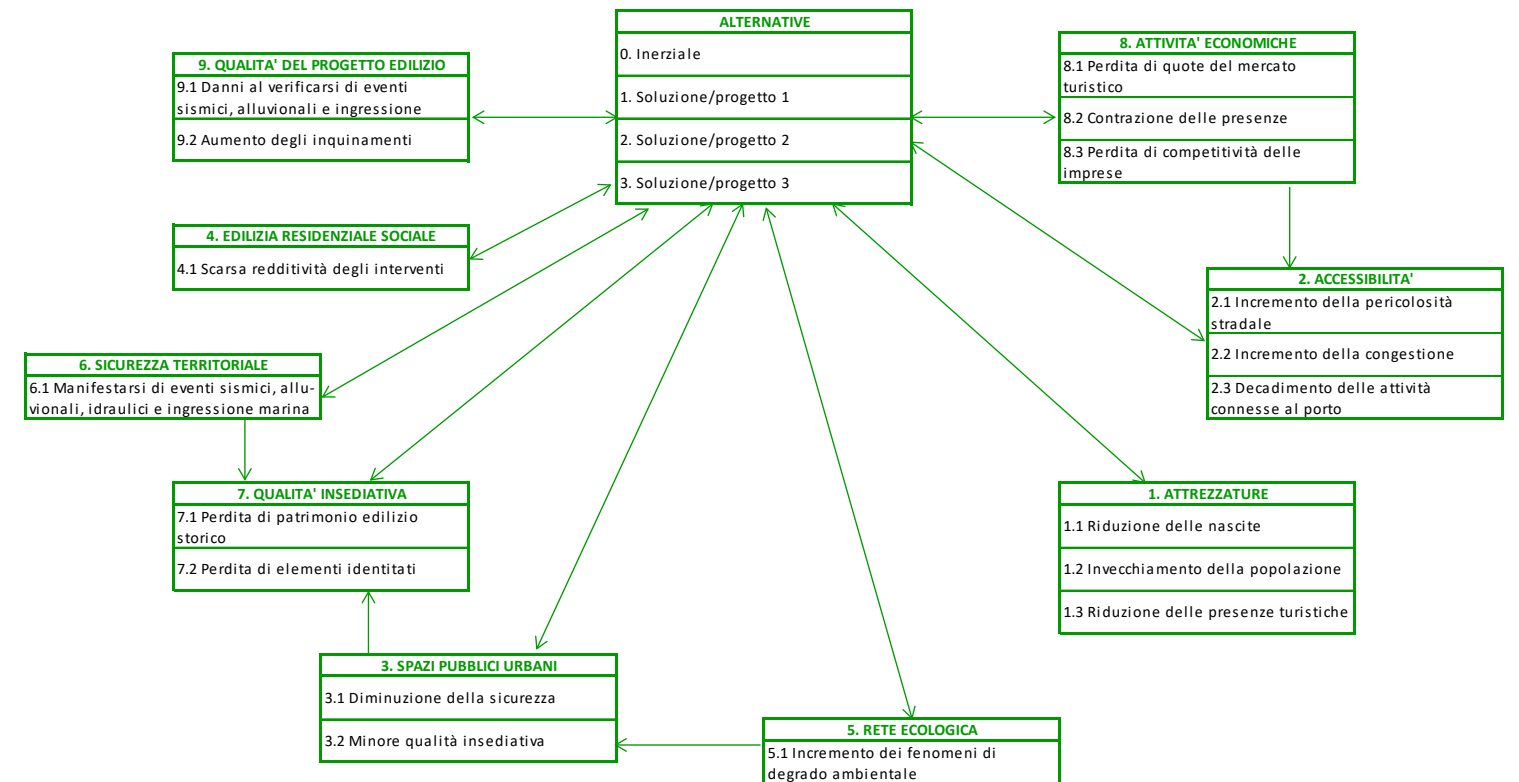 ALTERNATIVE
0. Inerziale
1. Soluzione/progetto 1
2. Soluzione/progetto 2
3. Soluzione/progetto 3
9. QUALITA' DEL PROGETTO EDILIZIO
9.1 Danni al verificarsi di eventi
sismici, alluvionali e ingressione
9.2 Aumento degli inquinamenti
8. ATTIVITA' ECONOMICHE
8.1 Perdita di quote del mercato
turistico
8.2 Contrazione delle presenze
8.3 Perdita di competitività delle
imprese
4. EDILIZIA RESIDENZIALE SOCIALE
4.1 Scarsa redditività degli interventi
2. ACCESSIBILITA'
2.1 Incremento della pericolosità
stradale
2.2 Incremento della congestione
2.3 Decadimento delle attività
connesse al porto
6. SICUREZZA TERRITORIALE
6.1 Manifestarsi di eventi sismici, allu-
vionali, idraulici e ingressione marina
7. QUALITA' INSEDIATIVA
7.1 Perdita di patrimonio edilizio
storico
7.2 Perdita di elementi identitati
1. ATTREZZATURE
1.1 Riduzione delle nascite
1.2 Invecchiamento della popolazione
1.3 Riduzione delle presenze turistiche
3. SPAZI PUBBLICI URBANI
3.1 Diminuzione della sicurezza
3.2 Minore qualità insediativa
5. RETE ECOLOGICA
5.1 Incremento dei fenomeni di
degrado ambientale